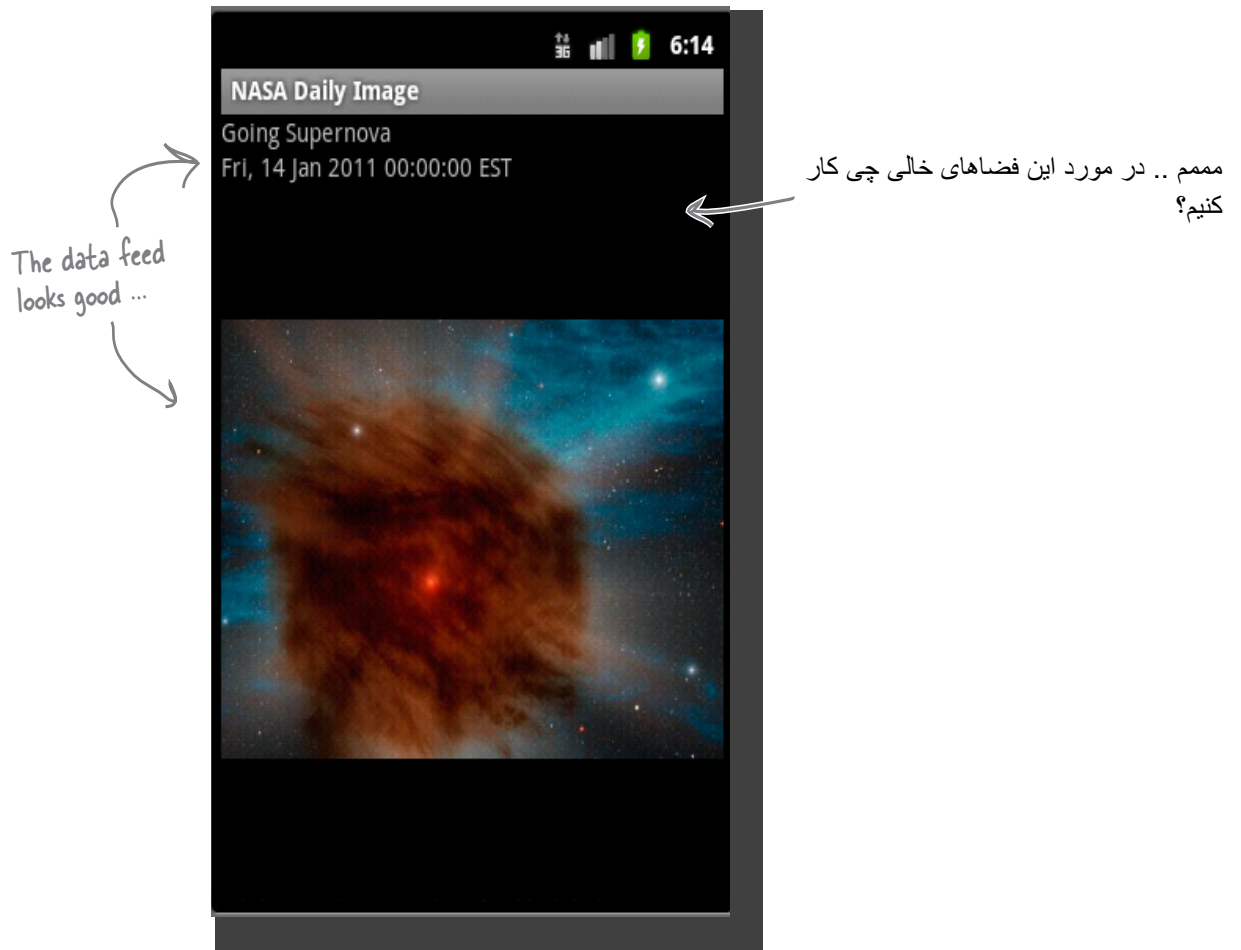 6:14
NASA Daily Image
Going Supernova
Fri, 14 Jan 2011 00:00:00 EST
The data feed
looks good ...
مممم .. در مورد این فضاهای خالی چی کار
کنیم؟